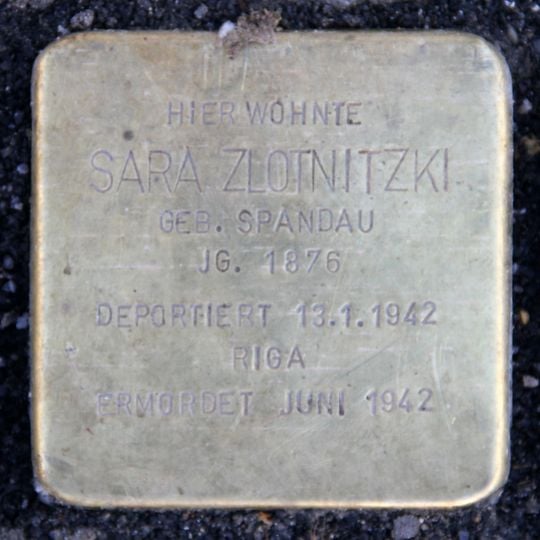 HIER WOHNTE
SARA ZLOTNITZKI
GEB. SPANDAU
JG. 1876
DEPORTIERT 13.1.1942
RIGA
ERMORDET JUNI 1942